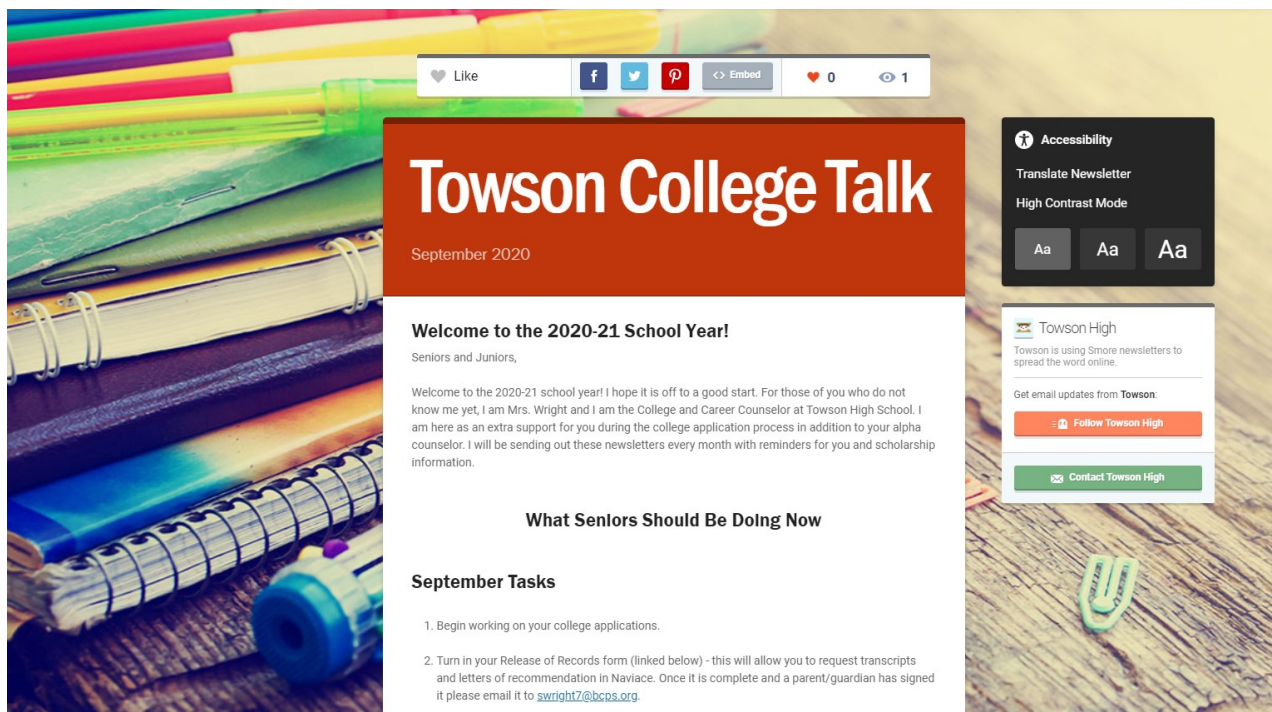 Like
f
<> Embed
0
1
Towson College Talk
September 2020
Welcome to the 2020-21 School Year!
Seniors and Juniors,
Welcome to the 2020-21 school year! I hope it is off to a good start. For those of you who do not
know me yet, I am Mrs. Wright and I am the College and Career Counselor at Towson High School. I
am here as an extra support for you during the college application process in addition to your alpha
counselor. I will be sending out these newsletters every month with reminders for you and scholarship
information.
What Seniors Should Be Doing Now
September Tasks
1. Begin working on your college applications.
2. Turn in your Release of Records form (linked below) - this will allow you to request transcripts
and letters of recommendation in Naviace. Once it is complete and a parent/guardian has signed
it please email it to swright7@bcps.org.
Accessibility
Translate Newsletter
High Contrast Mode
Aa Aa Aa
Towson High
Towson is using Smore newsletters to
spread the word online.
Get email updates from Towson:
Follow Towson High
Contact Towson High